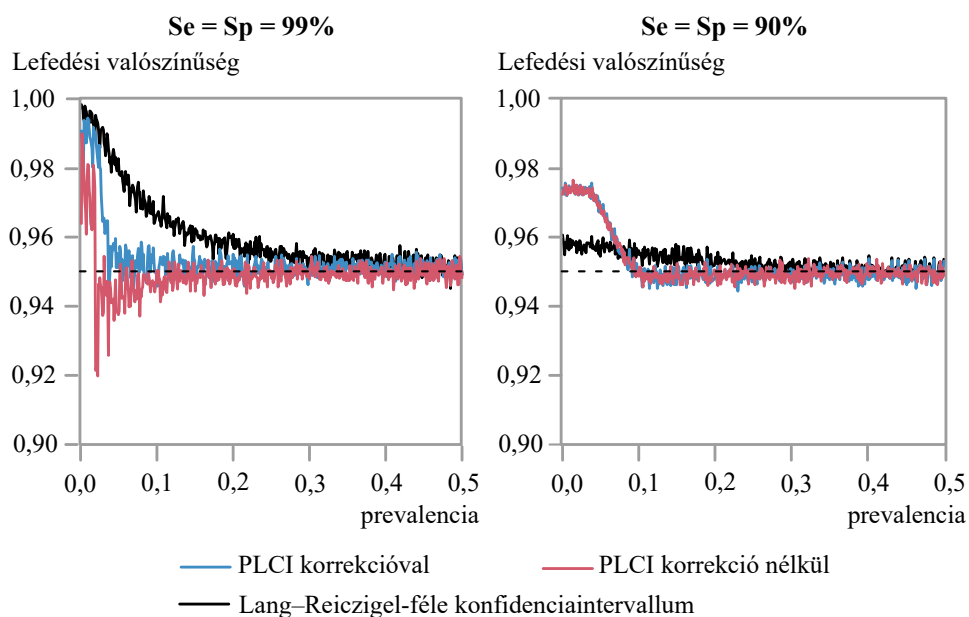 Se = Sp = 99%
Lefedési valószínűség
1,00
0,98
0,96
0,94
0,92
0,90
0,0 0,1 0,2 0,3 0,4 0,5
prevalencia
Se = Sp = 90%
Lefedési valószínűség
1,00
0,98
0,96
0,94
0,92
0,90
0,0 0,1 0,2 0,3 0,4 0,5
prevalencia
PLCI korrekcióval
PLCI korrekció nélkül
Lang–Reiczigel-féle konfidenciaintervallum